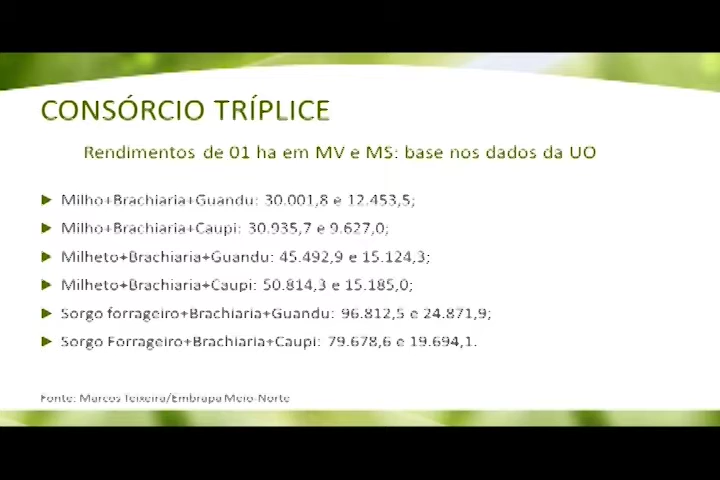 CONSÓRCIO TRÍPLICE
Rendimentos de 01 ha em MV e MS: base nos dados da UO
Milho+Brachiaria+Guandu: 30.001,8 e 12.453,5;
Milho+Brachiaria+Caupi: 30.935,7 e 9.627,0;
Milheto+Brachiaria+Guandu: 45.492,9 e 15.124,3;
Milheto+Brachiaria+Caupi: 50.814,3 e 15.185,0;
Sorgo forrageiro+Brachiaria+Guandu: 96.812,5 e 24.871,9;
Sorgo Forrageiro+Brachiaria+Caupi: 79.678,6 e 19.694,1.
Fonte: Marcos Teixeira/Embrapa Meio-Norte